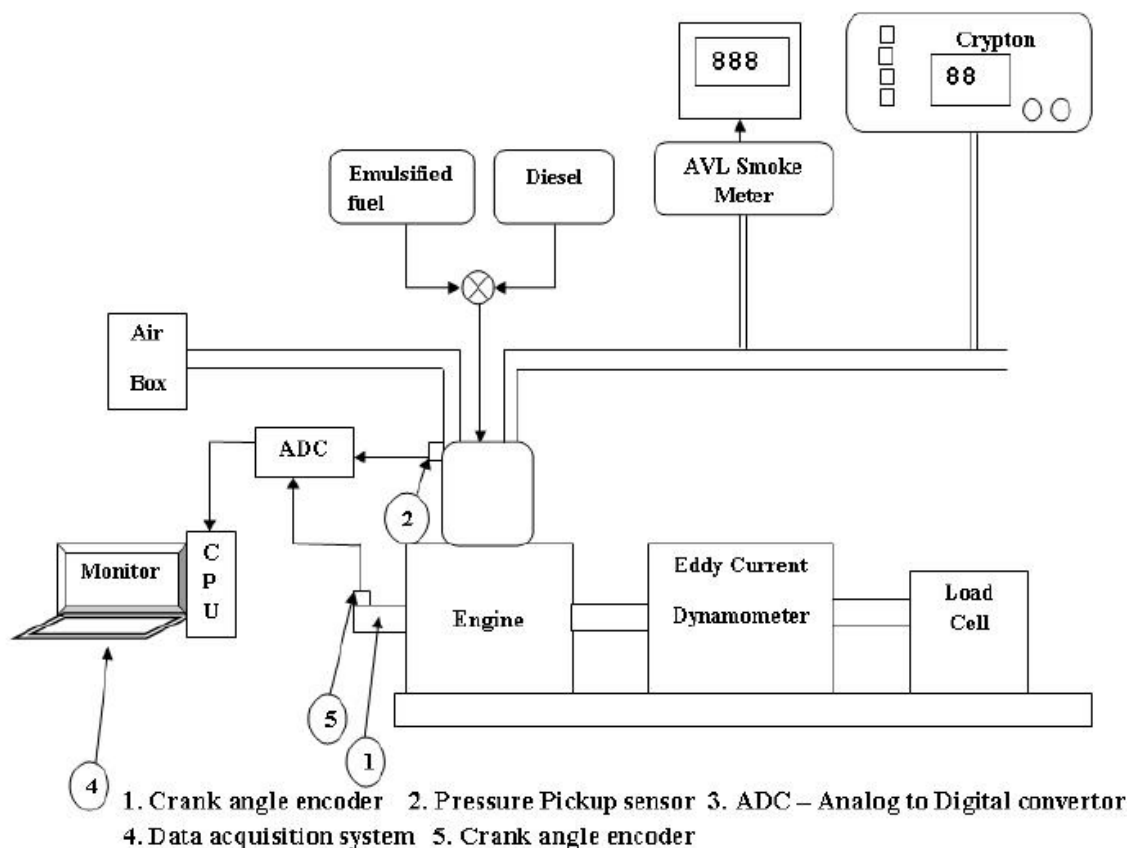 888
Crypton
88
Emulsified
fuel
Diesel
AVL Smoke
Meter
Air
Box
ADC
2
C
P
U
Monitor
Engine
Eddy Current
Dynamometer
Load
Cell
5
1
4
1. Crank angle encoder 2. Pressure Pickup sensor 3. ADC – Analog to Digital convertor
4. Data acquisition system 5. Crank angle encoder